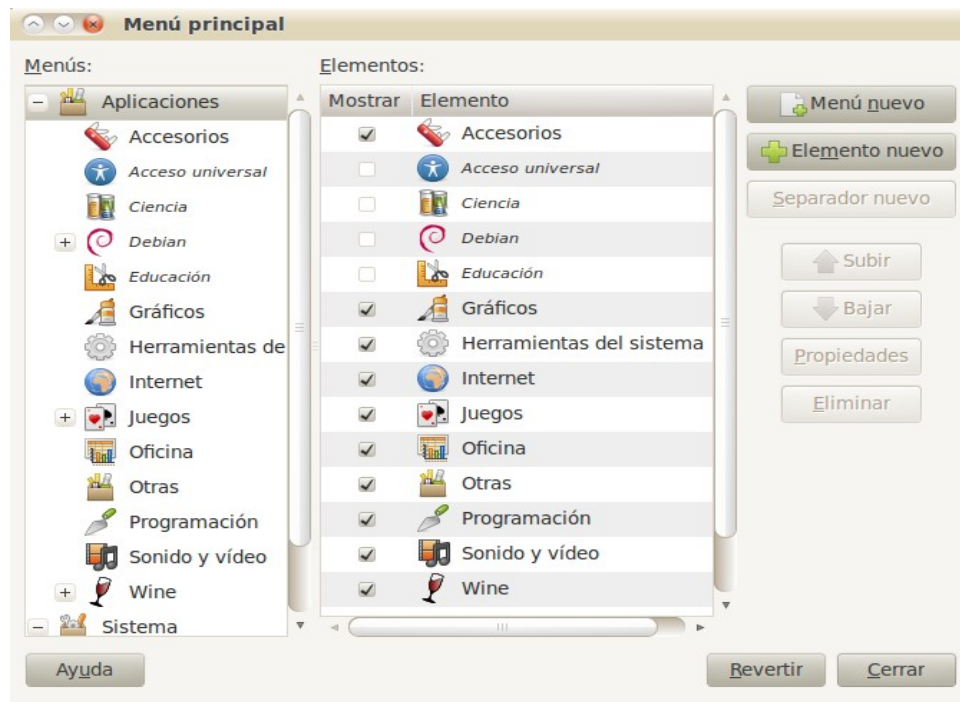 Menú principal
Menús:
Aplicaciones
Accesorios
Acceso universal
Ciencia
Debian
Educación
Gráficos
Herramientas de
Internet
Juegos
Oficina
Otras
Programación
Sonido y vídeo
Wine
Sistema
Elementos:
Mostrar Elemento
Accesorios
Acceso universal
Ciencia
Debian
Educación
Gráficos
Herramientas del sistema
Internet
Juegos
Oficina
Otras
Programación
Sonido y vídeo
Wine
Menú nuevo
Elemento nuevo
Separador nuevo
Subir
Bajar
Propiedades
Eliminar
Ayuda
Revertir
Cerrar